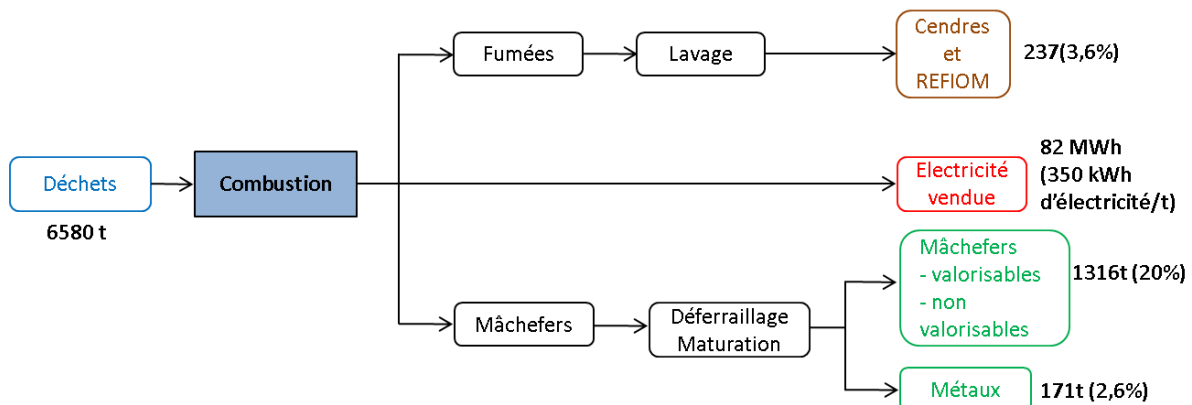 Fumées
Lavage
Cendres
et
REFIOM
237(3,6%)
Déchets
6580 t
Combustion
Electricité
vendue
82 MWh
(350 kWh
d'électricité/t)
Mâchefers
Déferraillage
Maturation
Mâchefers
- valorisables
- non
valorisables
1316t (20%)
Métaux
171t (2,6%)